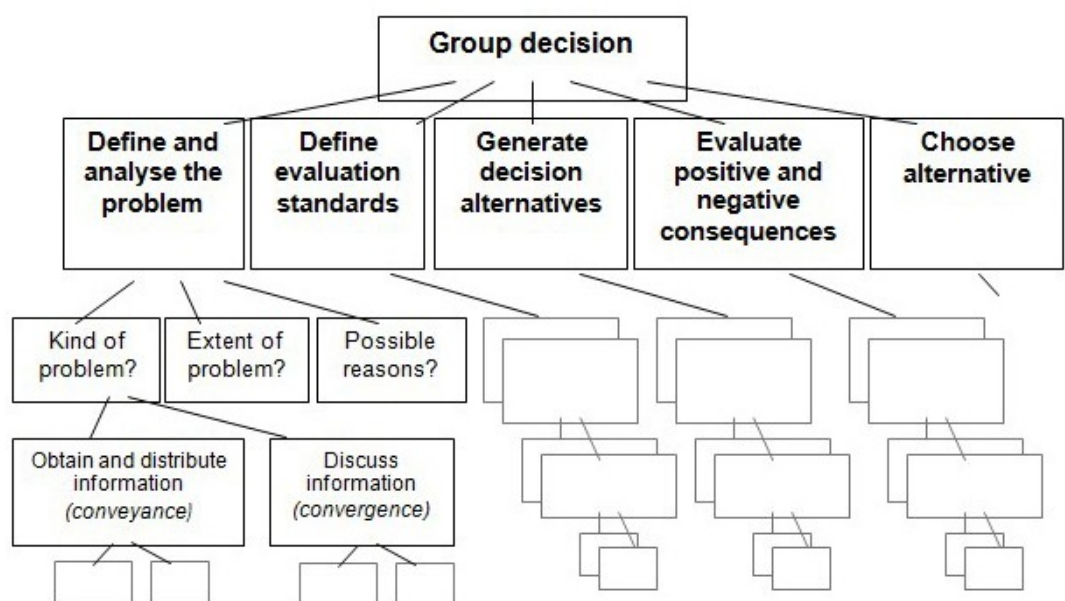 Group decision
Define and
analyse the
problem
Define
evaluation
standards
Generate
decision
alternatives
Evaluate
positive and
negative
consequences
Choose
alternative
Kind of
problem?
Extent of
problem?
Possible
reasons?
Obtain and distribute
information
(conveyance)
Discuss
information
(convergence)